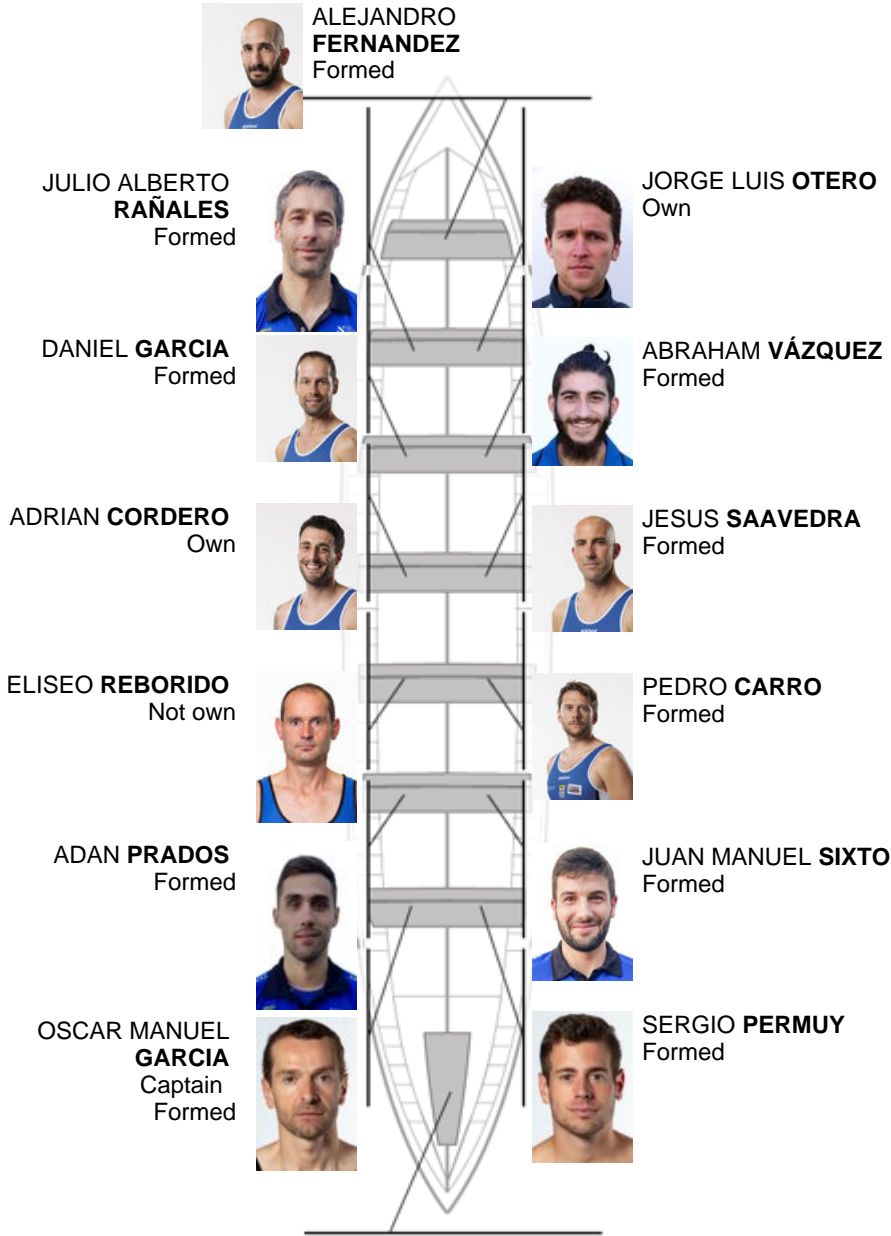 ALEJANDRO
FERNANDEZ
Formed
JULIO ALBERTO
RAÑALES
Formed
JORGE LUIS OTERO
Own
DANIEL GARCIA
Formed
ABRAHAM VÁZQUEZ
Formed
ADRIAN CORDERO
Own
JESUS SAAVEDRA
Formed
ELISEO REBORIDO
Not own
PEDRO CARRO
Formed
ADAN PRADOS
Formed
JUAN MANUEL SIXTO
Formed
OSCAR MANUEL
GARCIA
Captain
Formed
SERGIO PERMUY
Formed